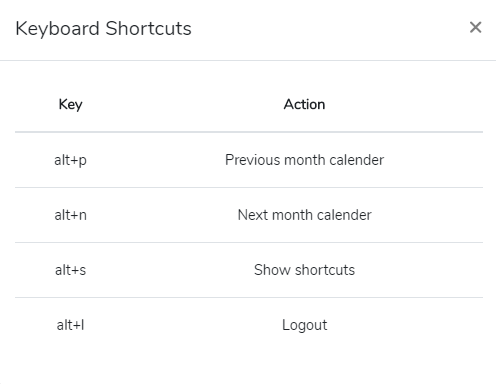 Keyboard Shortcuts ×
Key Action
alt+p Previous month calender
alt+n Next month calender
alt+s Show shortcuts
alt+l Logout